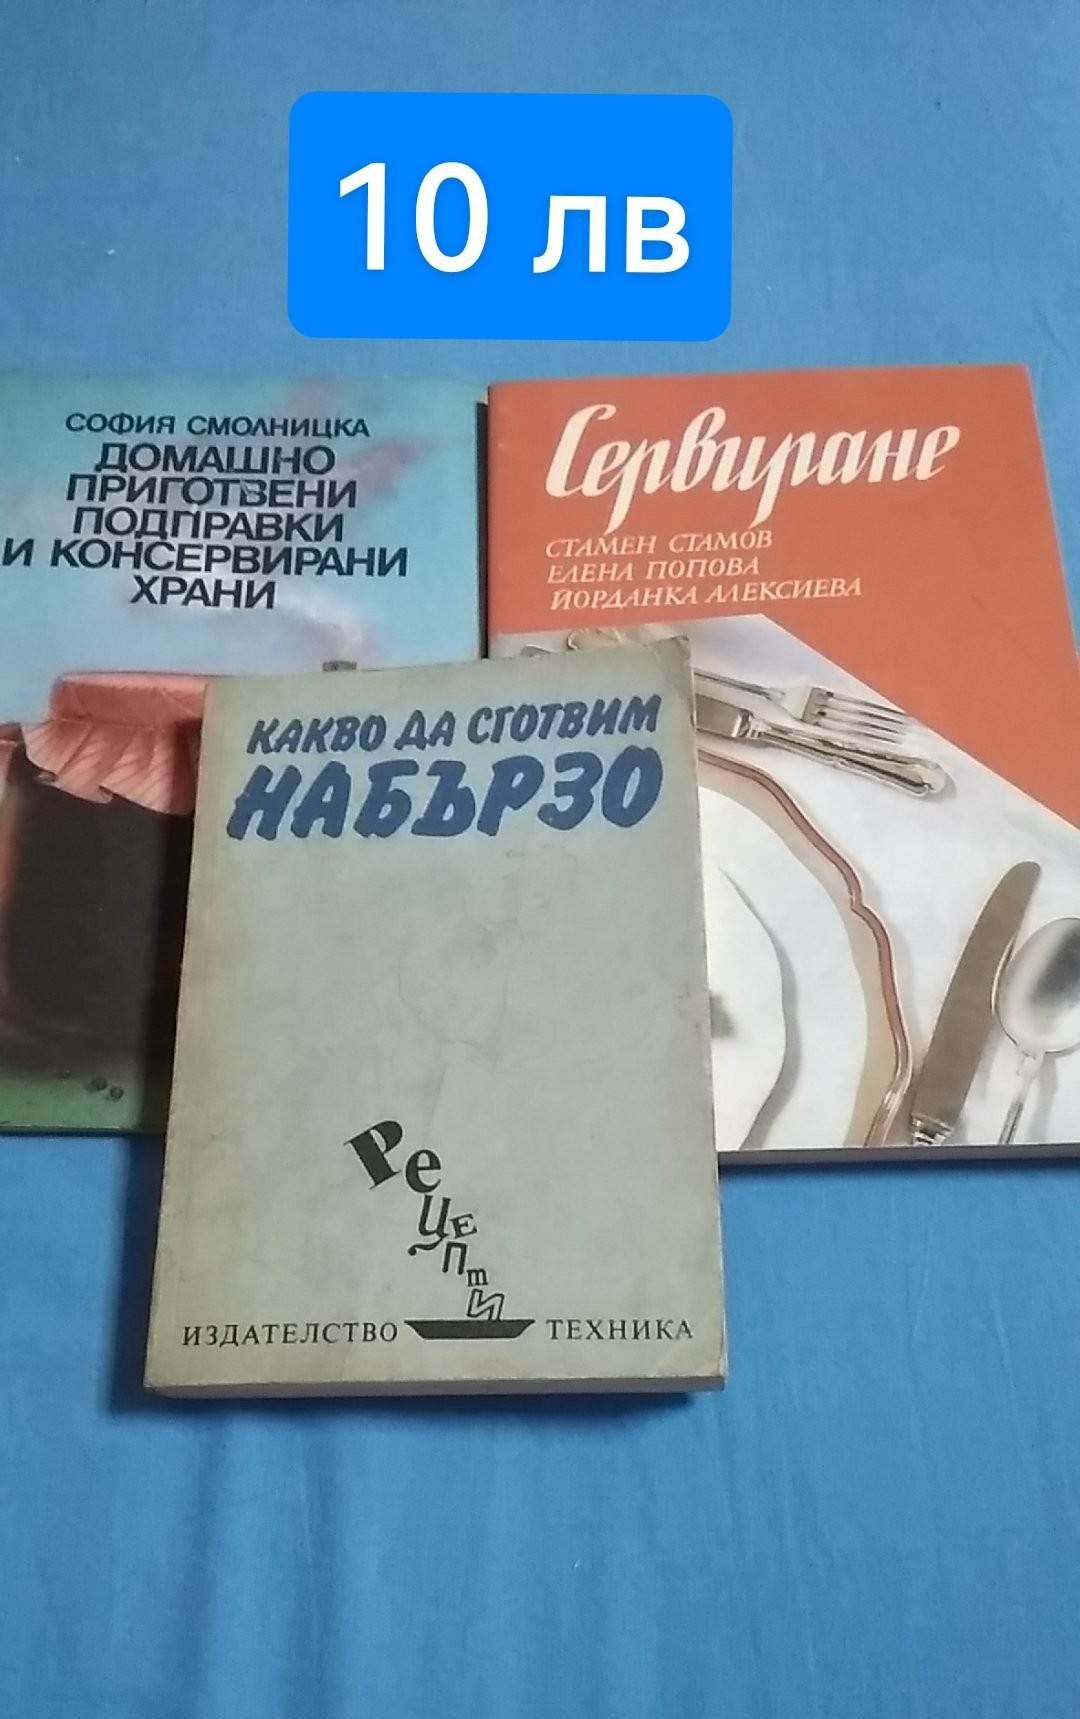 10 лв
СОФИЯ СМОЛНИЦКА
ДОМАШНО
ПРИГОТВЕНИ
ПОДПРАВКИ
И КОНСЕРВИРАНИ
ХРАНИ
Сервиране
СТАМЕН СТАМОВ
ЕЛЕНА ПОПОВА
ЙОРДАНКА АЛЕКСИЕВА
КАКВО ДА СГОТВИМ
НАБЪРЗО
РеЦЕПтИ
ИЗДАТЕЛСТВО ТЕХНИКА